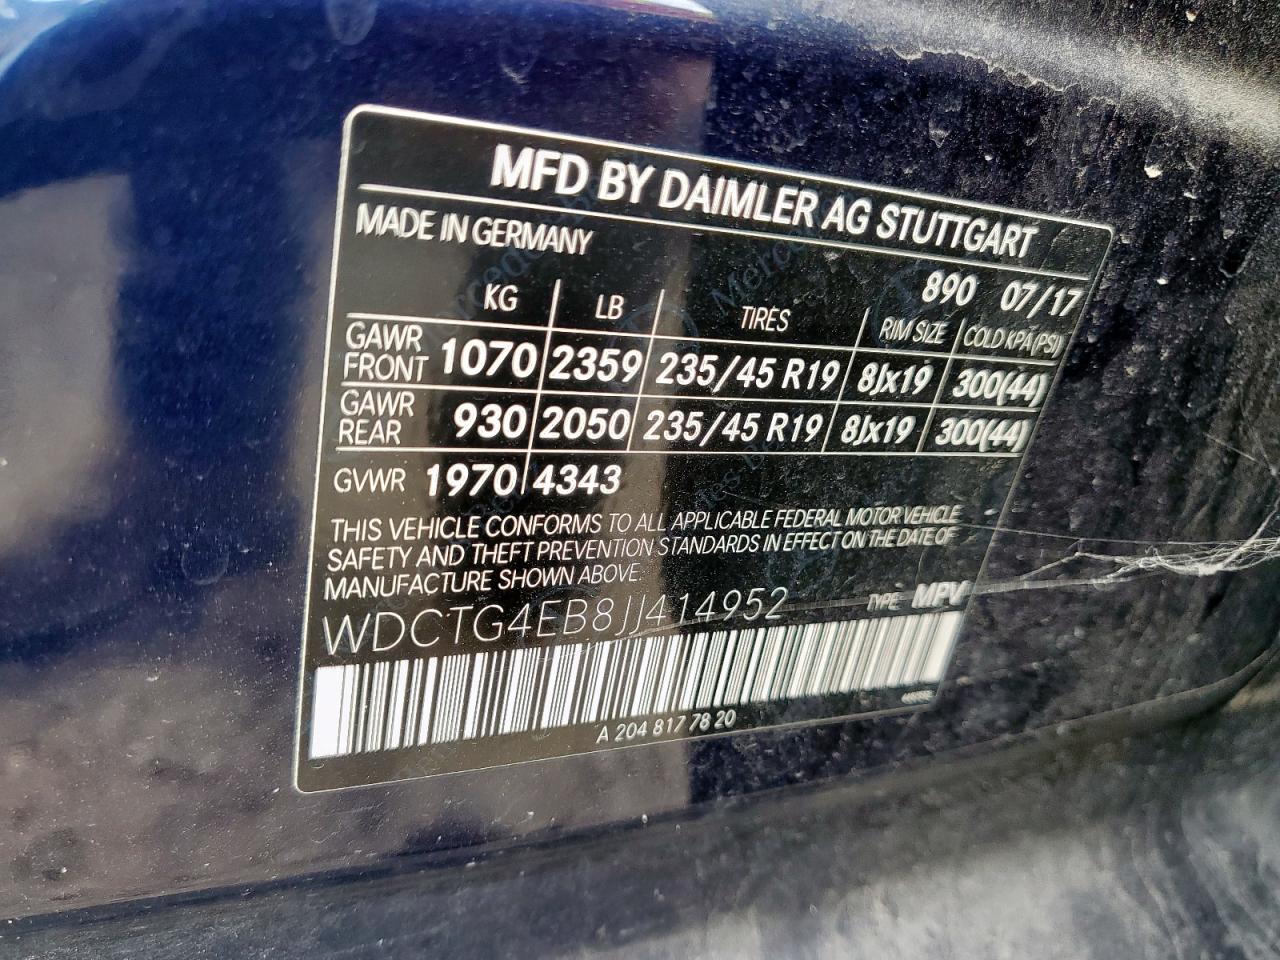 MFD BY DAIMLER AG STUTTGART
MADE IN GERMANY
890 07/17
KG LB TIRES RIM SIZE COLD KPA (PSI)
GAWR FRONT 1070 2359 235/45 R19 8Jx19 300(44)
GAWR REAR 930 2050 235/45 R19 8Jx19 300(44)
GVWR 1970 4343
THIS VEHICLE CONFORMS TO ALL APPLICABLE FEDERAL MOTOR VEHICLE
SAFETY AND THEFT PREVENTION STANDARDS IN EFFECT ON THE DATE OF
MANUFACTURE SHOWN ABOVE.
WDCTG4EB8JJ414952 TYPE MPV
A 204 817 78 20